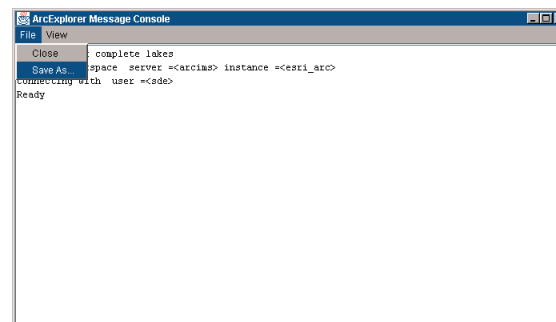 ArcExplorer Message Console
File View
Close
complete lakes
Save As...
space server =<arcims> instance =<esri_arc>
connecting with user =<sde>
Ready